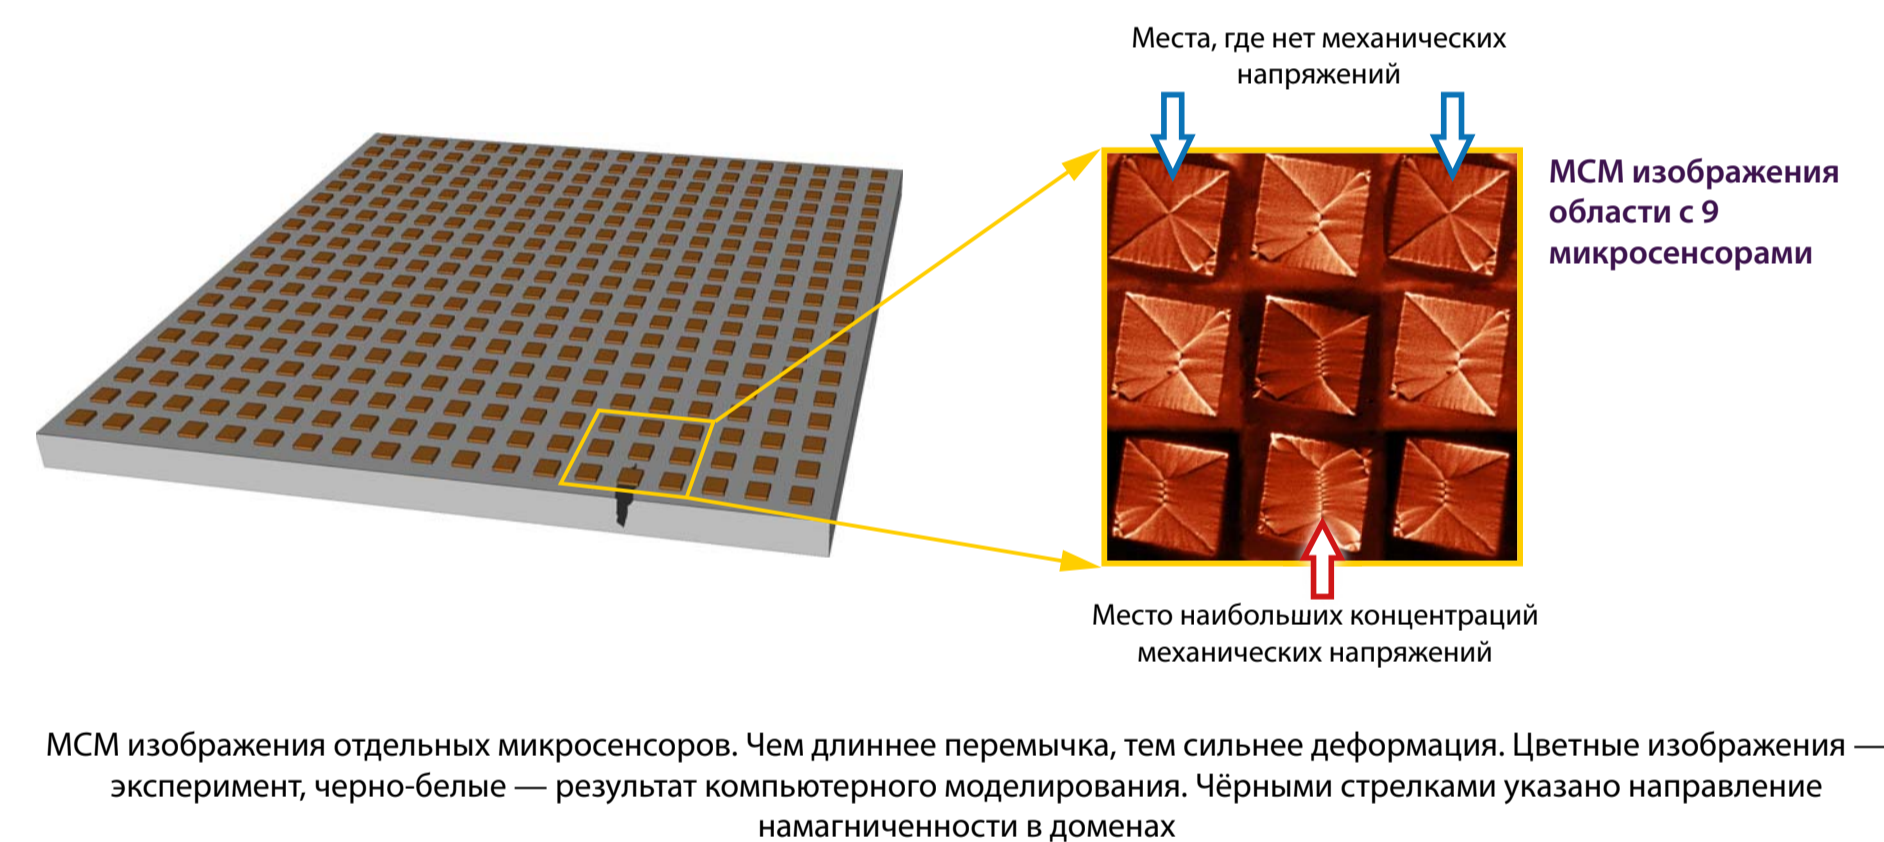 Места, где нет механических
напряжений
МСМ изображения
области с 9
микросенсорами
Место наибольших концентраций
механических напряжений
МСМ изображения отдельных микросенсоров. Чем длиннее перемычка, тем сильнее деформация. Цветные изображения —
эксперимент, черно-белые — результат компьютерного моделирования. Чёрными стрелками указано направление
намагниченности в доменах